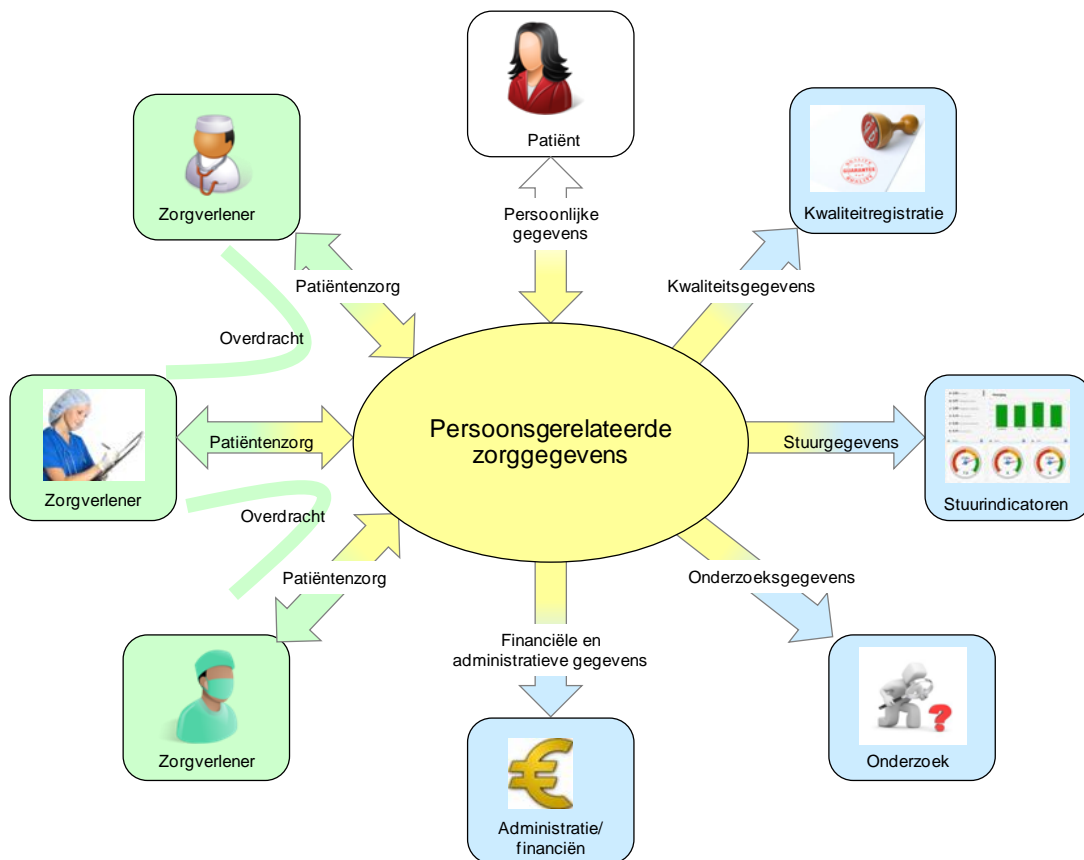 Patiënt
Zorgverlener
Kwaliteitregistratie
GUARANTEE
Persoonlijke
gegevens
Patiëntenzorg
Kwaliteitsgegevens
Overdracht
Persoonsgerelateerde
zorggegevens
Patiëntenzorg
Stuurgegevens
Zorgverlener
Stuurindicatoren
Overdracht
Patiëntenzorg
Onderzoeksgegevens
Financiële en
administratieve gegevens
Zorgverlener
Onderzoek
Administratie/
financiën